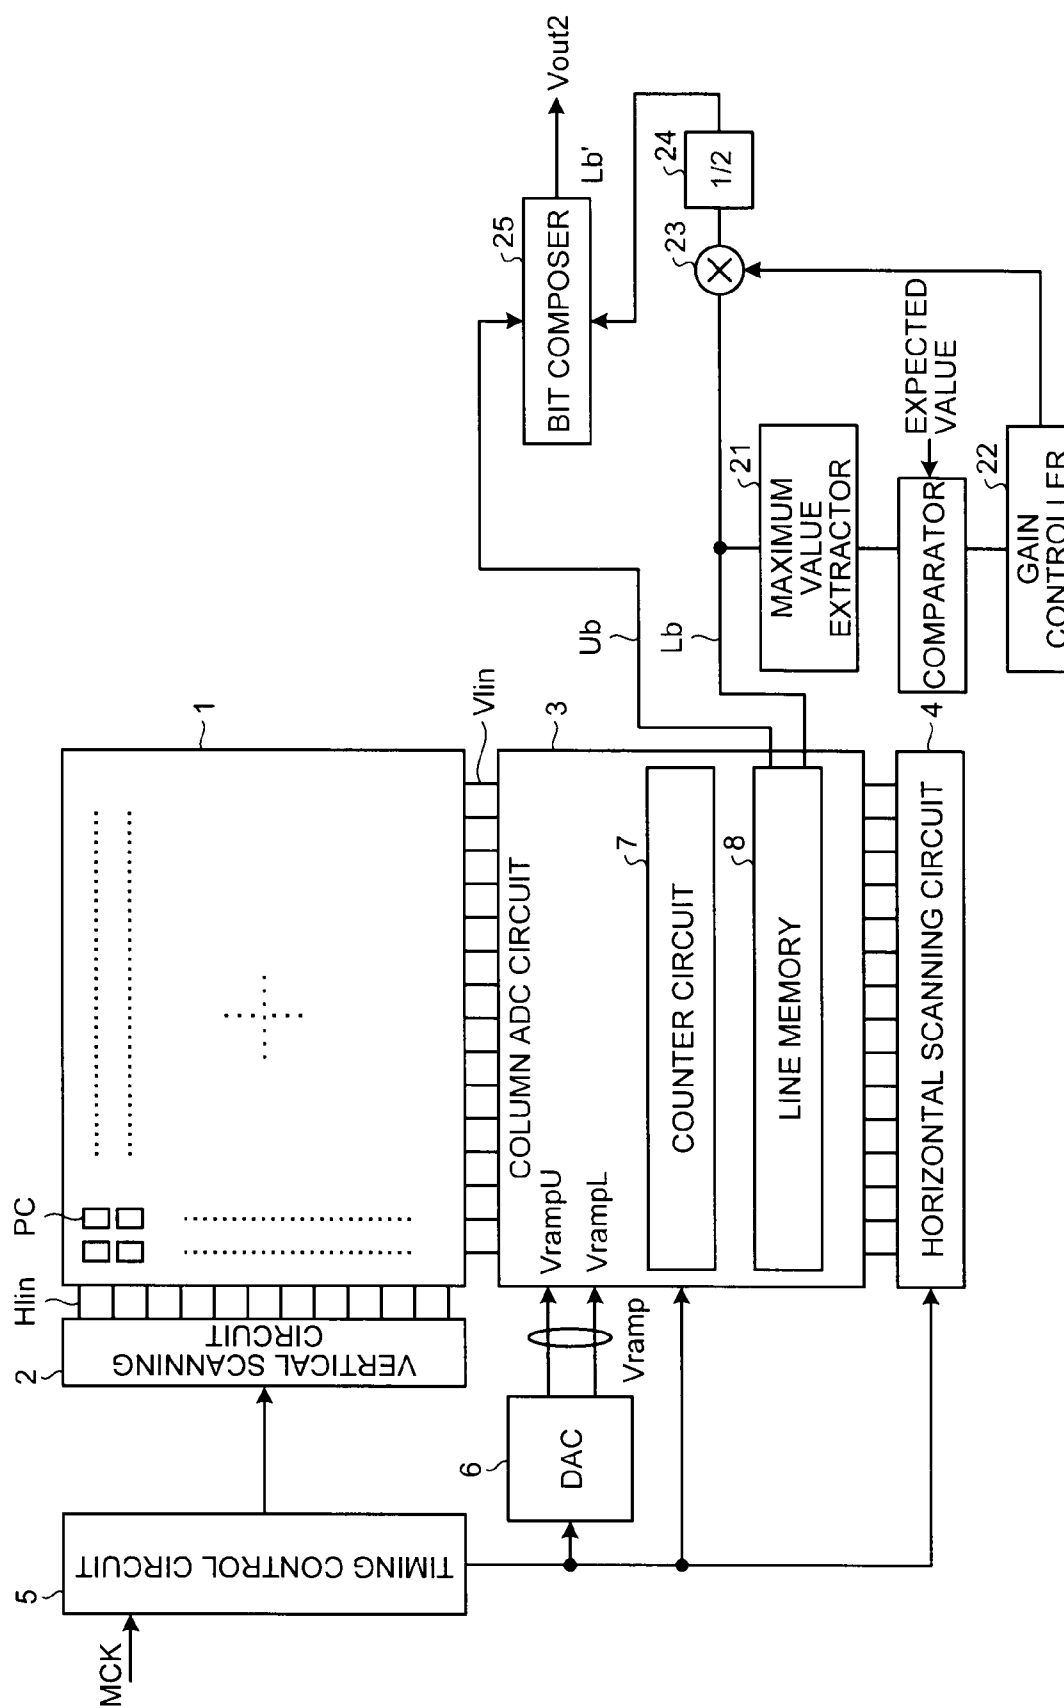 MCK
5
TIMING CONTROL CIRCUIT
2
VERTICAL SCANNING
CIRCUIT
Hlin
PC
1
Vlin
6
DAC
Vramp
VrampU
VrampL
COLUMN ADC CIRCUIT
3
7
COUNTER CIRCUIT
8
LINE MEMORY
4
HORIZONTAL SCANNING CIRCUIT
Ub
Lb
21
MAXIMUM
VALUE
EXTRACTOR
COMPARATOR
EXPECTED
VALUE
22
GAIN
CONTROLLER
23
24
1/2
25
BIT COMPOSER
Lb'
Vout2